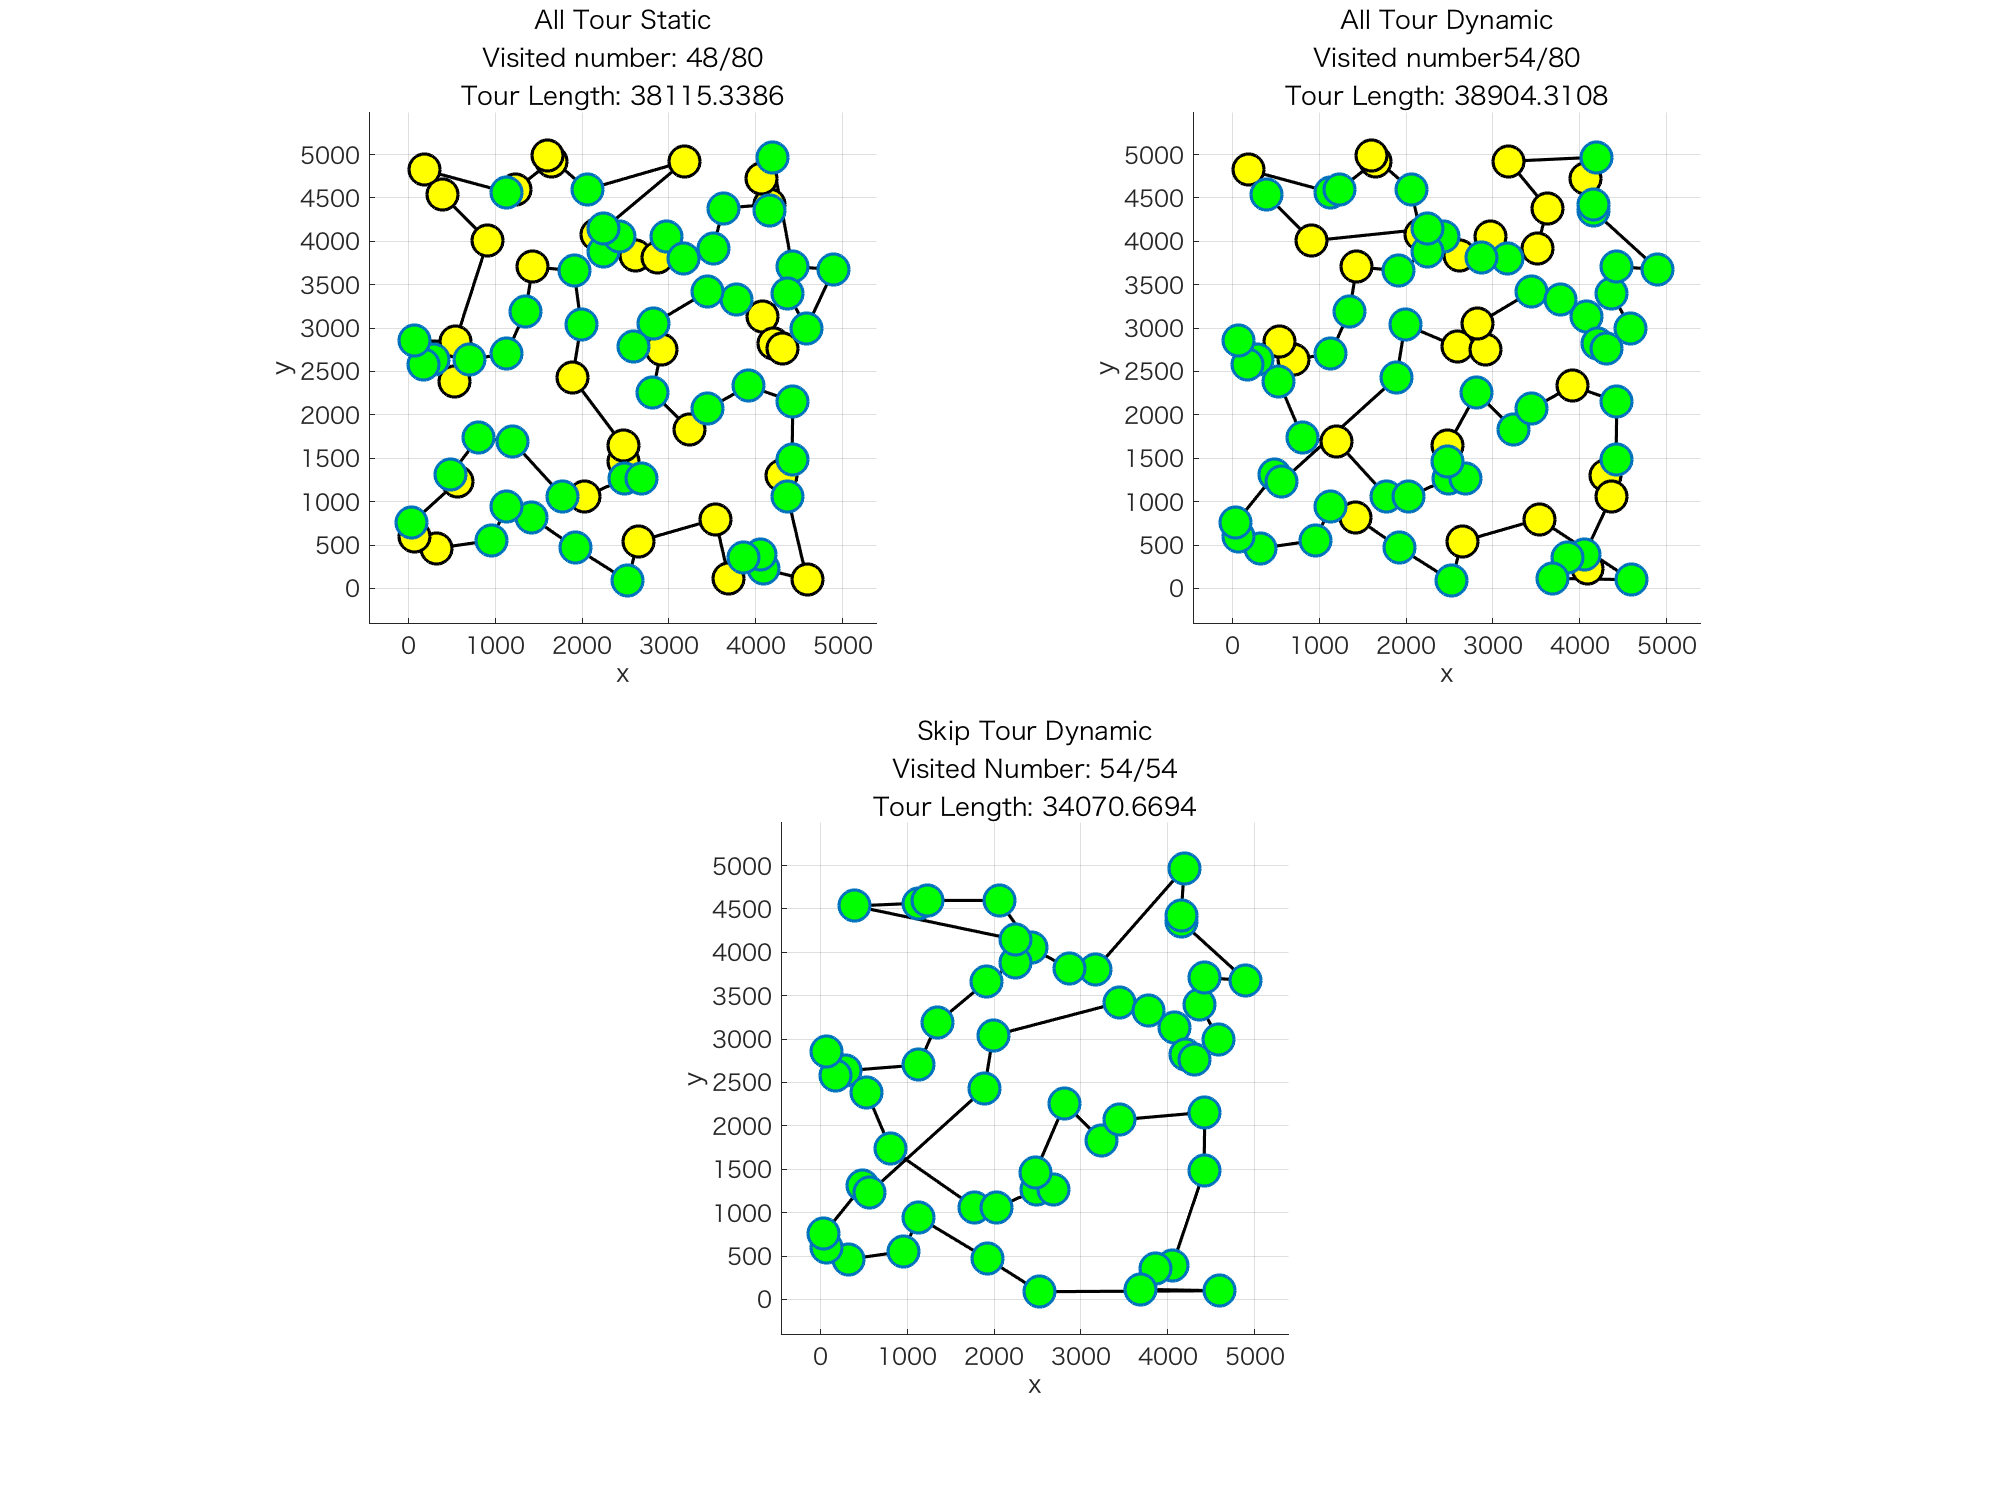 All Tour Static
Visited number: 48/80
Tour Length: 38115.3386
5000
4500
4000
3500
3000
2500
2000
1500
1000
500
0
y
0 1000 2000 3000 4000 5000
x
All Tour Dynamic
Visited number54/80
Tour Length: 38904.3108
5000
4500
4000
3500
3000
2500
2000
1500
1000
500
0
y
0 1000 2000 3000 4000 5000
x
Skip Tour Dynamic
Visited Number: 54/54
Tour Length: 34070.6694
5000
4500
4000
3500
3000
2500
2000
1500
1000
500
0
y
0 1000 2000 3000 4000 5000
x